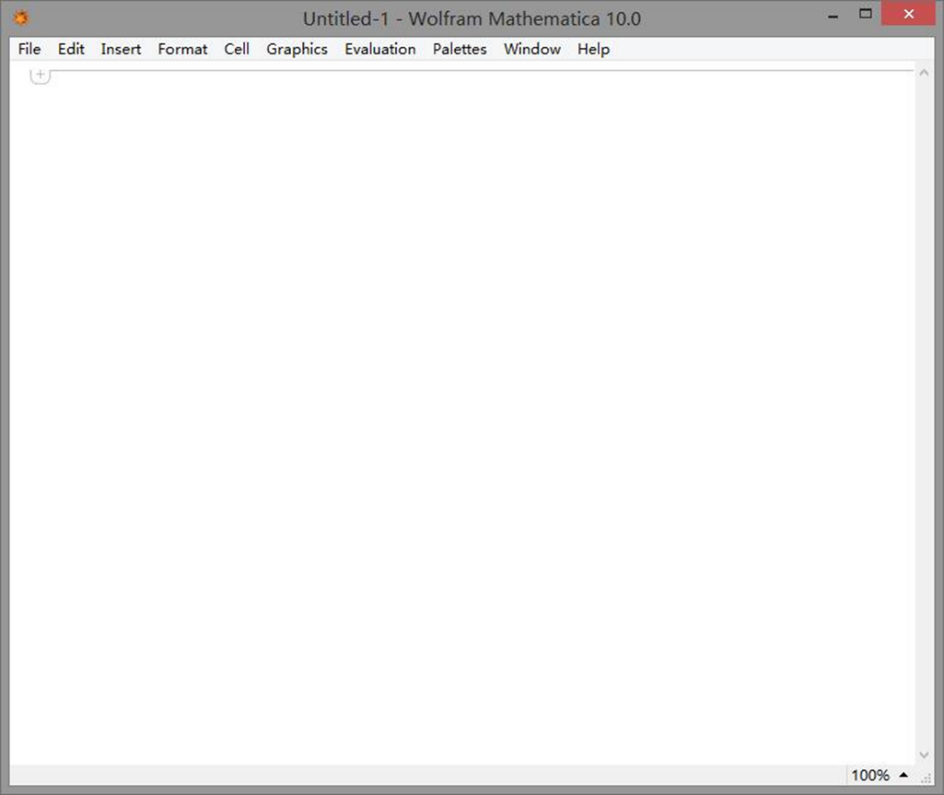 Untitled-1 - Wolfram Mathematica 10.0
File Edit Insert Format Cell Graphics Evaluation Palettes Window Help
100%